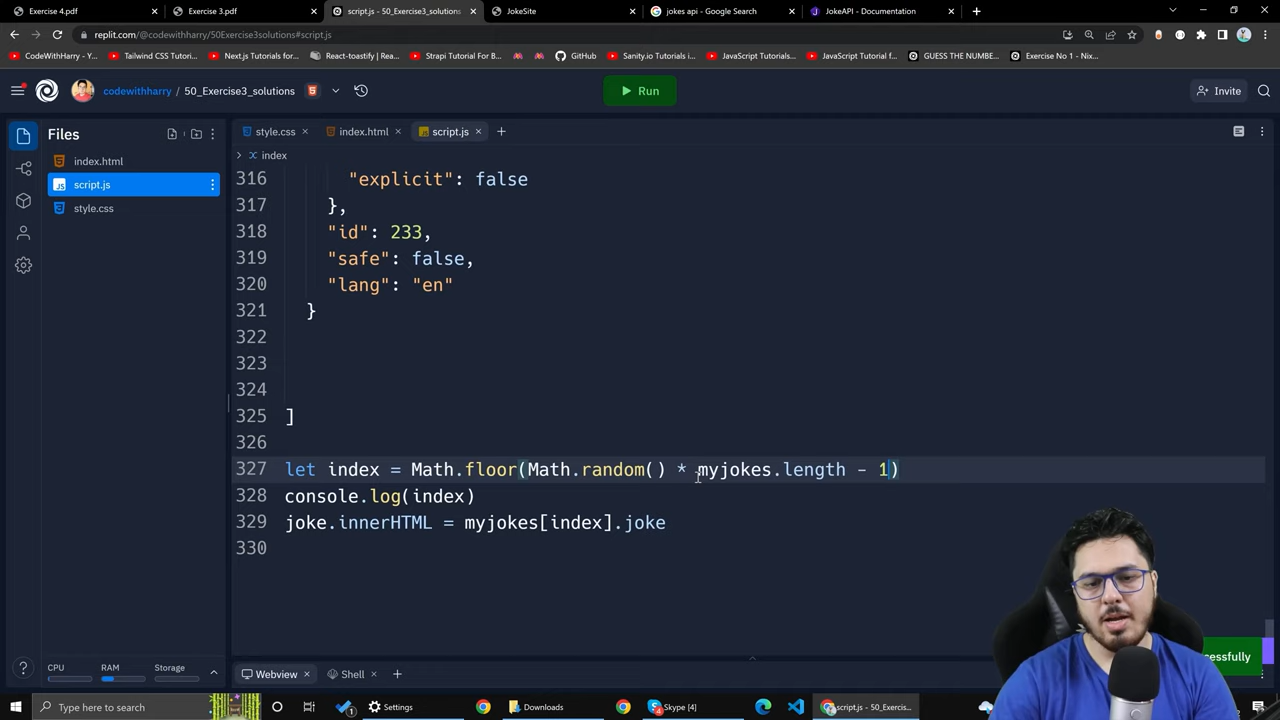 Exercise 4.pdf
Exercise 3.pdf
script.js - 50_Exercise3_solutions
JokeSite
jokes api - Google Search
JokeAPI - Documentation
replit.com/@codewithharry/50Exercise3solutions#script.js
CodeWithHarry - Y...
Tailwind CSS Tutori...
Next.js Tutorials f...
React-toastify | Rea...
Strapi Tutorial For B...
GitHub
Sanity.io Tutorials i...
JavaScript Tutorials...
JavaScript Tutorial f...
GUESS THE NUMBE...
Exercise No 1 - Nix...
codewithharry / 50_Exercise3_solutions
Run
Invite
Files
style.css
index.html
script.js
index.html
script.js
style.css
index
316 "explicit": false
317 },
318 "id": 233,
319 "safe": false,
320 "lang": "en"
321 }
322
323
324
325 ]
326
327 let index = Math.floor(Math.random() * myjokes.length - 1)
328 console.log(index)
329 joke.innerHTML = myjokes[index].joke
330
CPU
RAM
Storage
Webview
Shell
Type here to search
Settings
Downloads
Skype [4]
script.js - 50_Exerci...